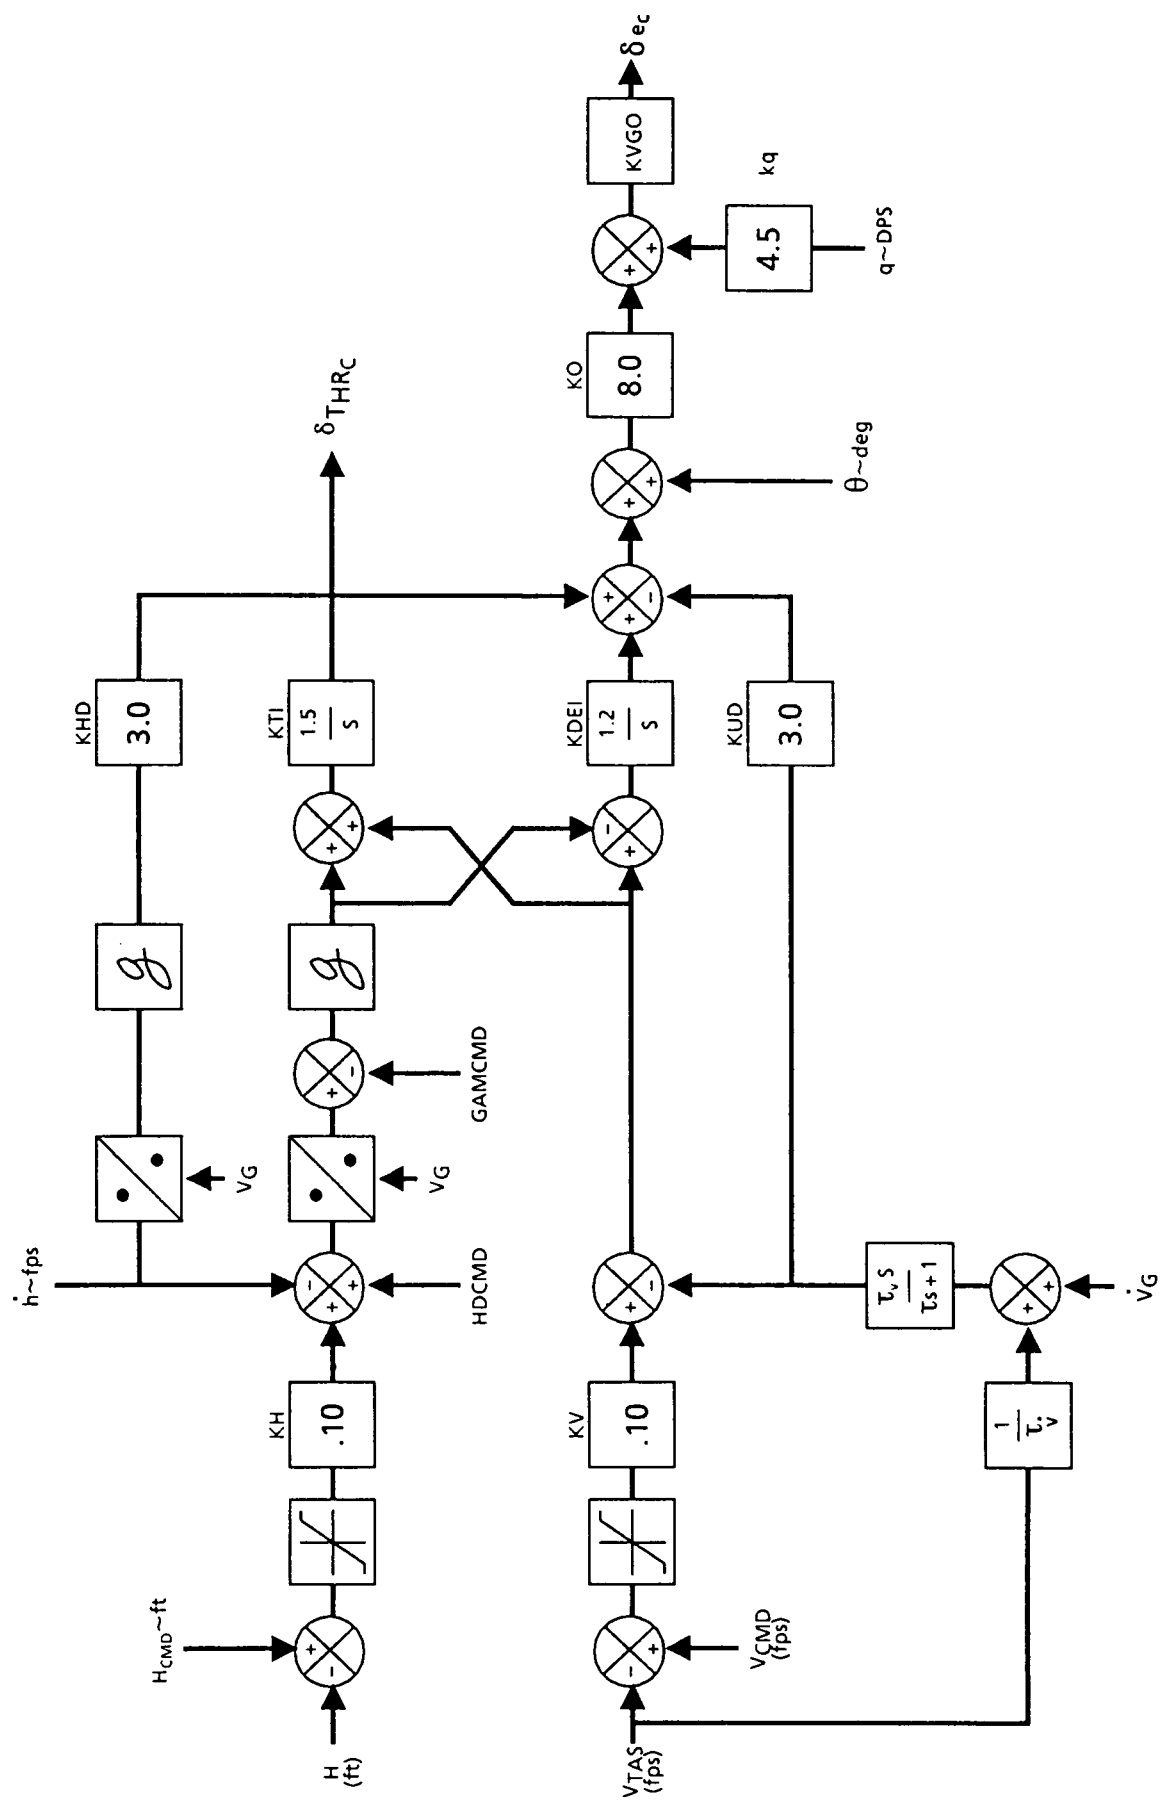 ḣ~fps
VG
g
KHD
3.0
HCMD~ft
H
(ft)
+
-
KH
.10
-
+
+
HDCMD
VG
+
-
GAMCMD
g
+
+
KTI
1.5
s
δTHRC
VTAS
(fps)
-
+
VCMD
(fps)
KV
.10
+
-
-
+
KDEI
1.2
s
+
+
-
+
+
θ~deg
KO
8.0
+
+
KVGO
δeC
4.5
kq
q~DPS
KUD
3.0
τv s
τs + 1
+
+
V̇G
1
τv̇